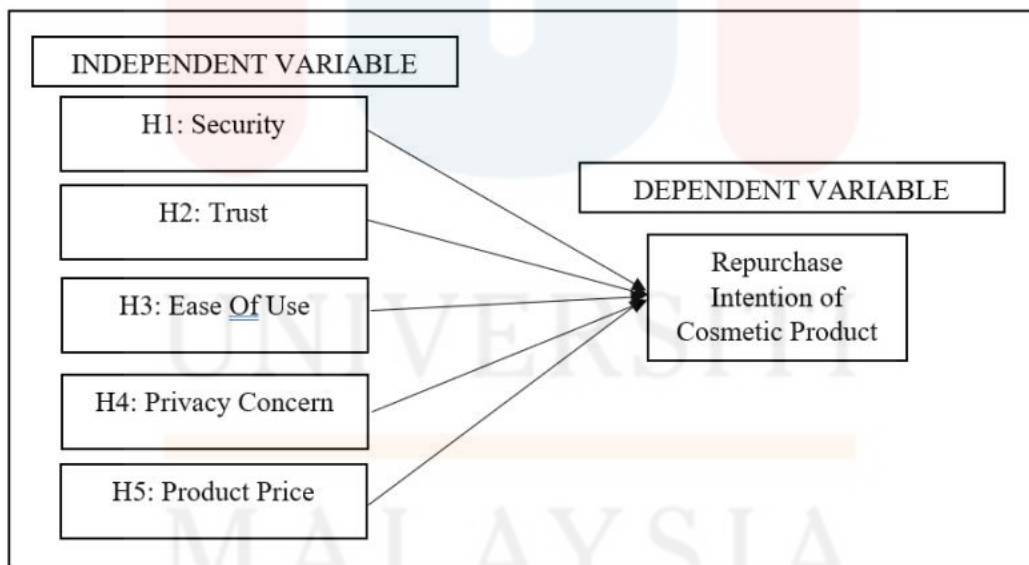 INDEPENDENT VARIABLE
H1: Security
H2: Trust
H3: Ease Of Use
H4: Privacy Concern
H5: Product Price
DEPENDENT VARIABLE
Repurchase
Intention of
Cosmetic Product
UNIVERSITI
MALAYSIA